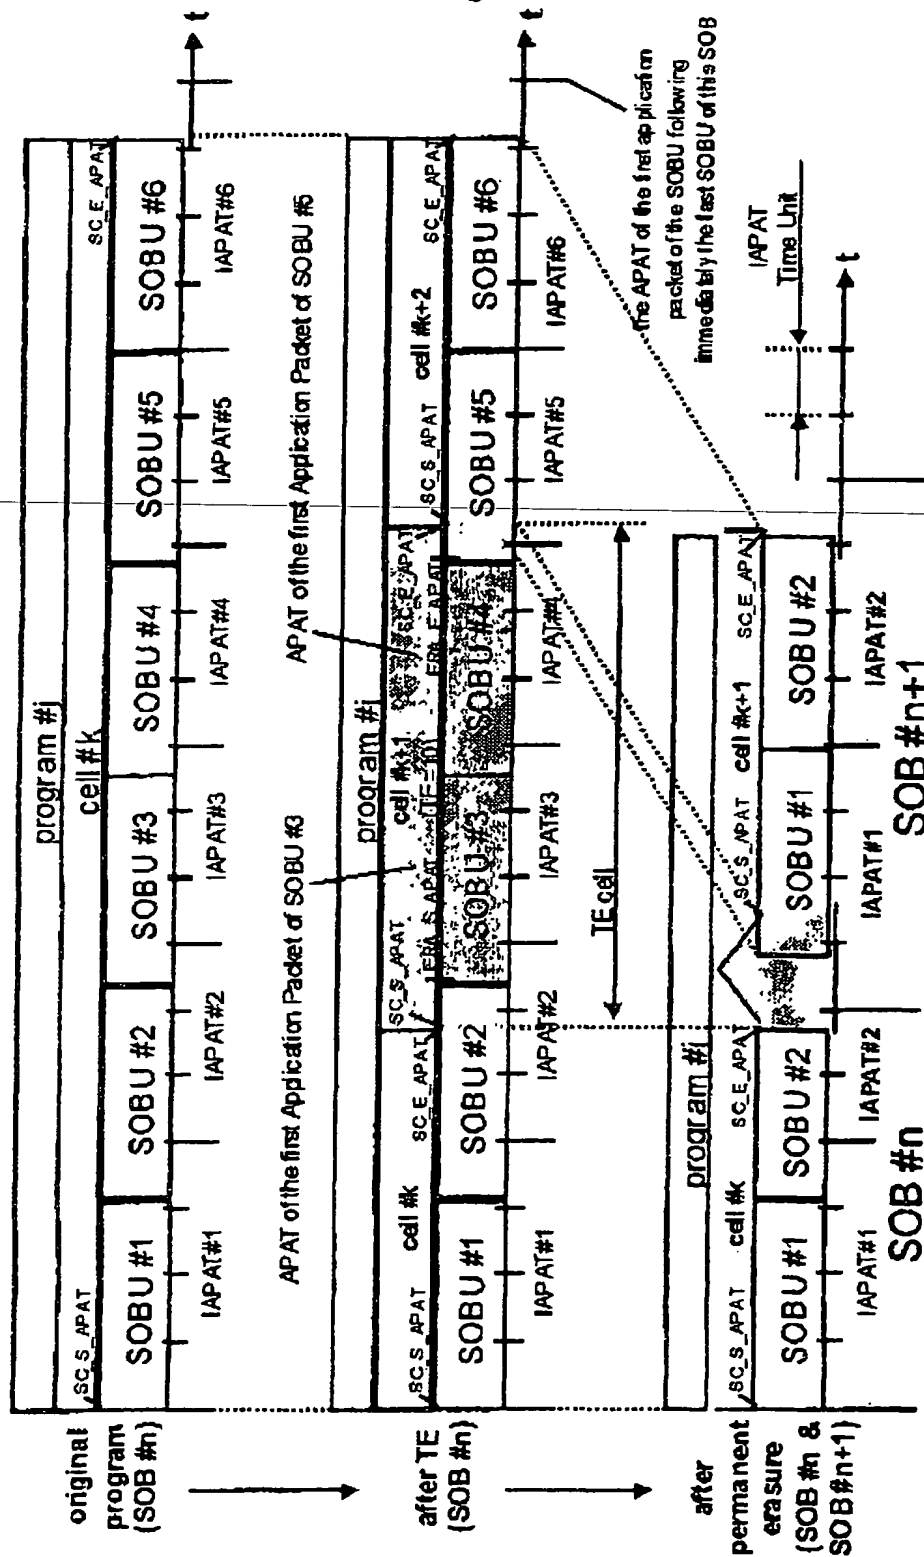 original
program
(SOB #n)
program #j
cell #k
SC_S_APAT
SC_E_APAT
SOBU #1
SOBU #2
SOBU #3
SOBU #4
SOBU #5
SOBU #6
t
IAPAT#1
IAPAT#2
IAPAT#3
IAPAT#4
IAPAT#5
IAPAT#6
APAT of the first Application Packet of SOBU #3
APAT of the first Application Packet of SOBU #5
after TE
(SOB #n)
program #j
SC_S_APAT
cell #k
SC_E_APAT
SC_S_APAT
cell #k+1
SC_E_APAT
ERA_S_APAT
ERA_E_APAT
SC_S_APAT
cell #k+2
SC_E_APAT
SOBU #1
SOBU #2
SOBU #3
SOBU #4
SOBU #5
SOBU #6
t
IAPAT#1
IAPAT#2
IAPAT#3
IAPAT#4
IAPAT#5
IAPAT#6
the APAT of the first application
packet of the SOBU following
immediately the last SOBU of this SOB
TE cell
IAPAT
Time Unit
after
permanent
erasure
(SOB #n &
SOB#n+1)
program #j
SC_S_APAT
cell #k
SC_E_APAT
SC_S_APAT
cell #k+1
SC_E_APAT
SOBU #1
SOBU #2
SOBU #1
SOBU #2
t
IAPAT#1
IAPAT#2
IAPAT#1
IAPAT#2
SOB #n
SOB #n+1